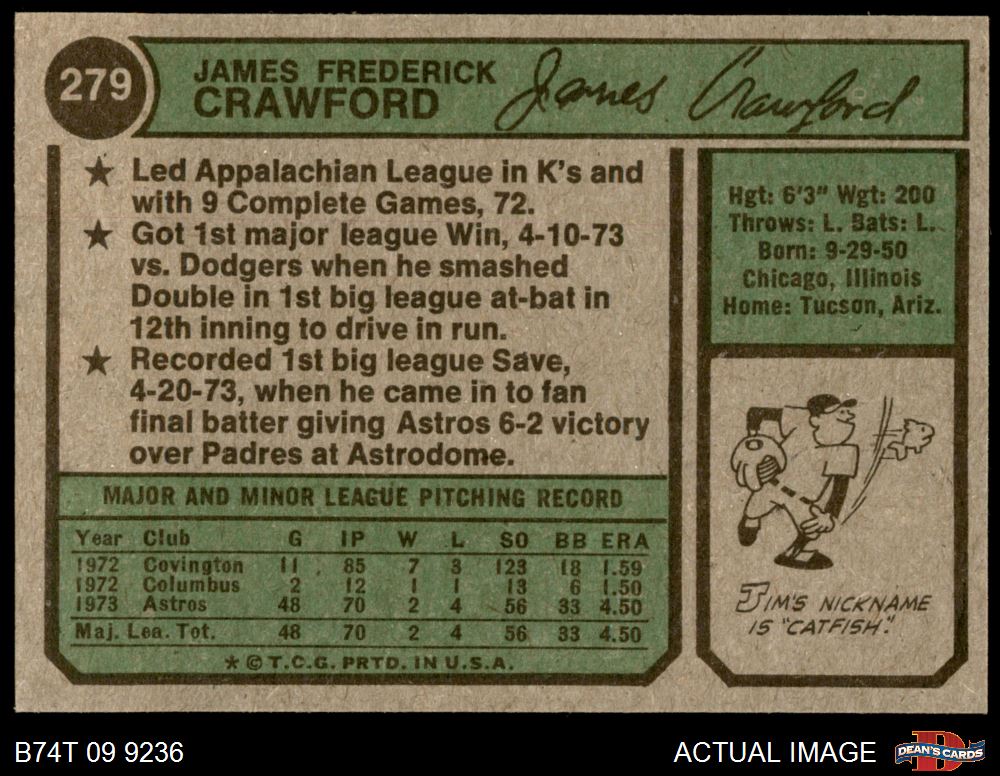 279
JAMES FREDERICK
CRAWFORD
James Crawford
★ Led Appalachian League in K's and
with 9 Complete Games, 72.
★ Got 1st major league Win, 4-10-73
vs. Dodgers when he smashed
Double in 1st big league at-bat in
12th inning to drive in run.
★ Recorded 1st big league Save,
4-20-73, when he came in to fan
final batter giving Astros 6-2 victory
over Padres at Astrodome.
MAJOR AND MINOR LEAGUE PITCHING RECORD
Year Club G IP W L SO BB ERA
1972 Covington 11 85 7 3 123 18 1.59
1972 Columbus 2 12 1 1 13 6 1.50
1973 Astros 48 70 2 4 56 33 4.50
Maj. Lea. Tot. 48 70 2 4 56 33 4.50
★ © T.C.G. PRTD. IN U.S.A.
Hgt: 6'3" Wgt: 200
Throws: L. Bats: L.
Born: 9-29-50
Chicago, Illinois
Home: Tucson, Ariz.
JIM'S NICKNAME
IS "CATFISH."
B74T 09 9236
ACTUAL IMAGE
DEAN'S CARDS